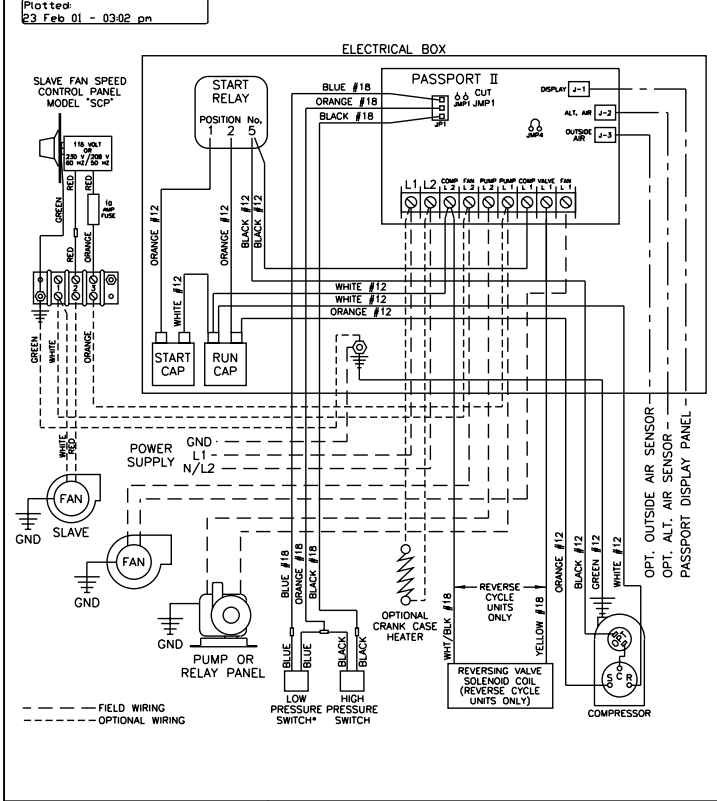 Plotted:
23 Feb 01 - 03:02 pm
ELECTRICAL BOX
SLAVE FAN SPEED
CONTROL PANEL
MODEL "SCP"
START
RELAY
POSITION No.
1 2 5
BLUE #18
ORANGE #18
BLACK #18
PASSPORT II
JP1
CUT
JMP1 JMP1
JMP4
DISPLAY J-1
ALT. AIR J-2
OUTSIDE
AIR J-3
115 VOLT
OR
230 V /208 V
60 HZ/ 50 HZ
GREEN
RED
RED
10
AMP
FUSE
RED
ORANGE
L1 L2
COMP
L2
FAN
L2
PUMP
L2
PUMP
L1
COMP
L1
VALVE
L1
FAN
L1
ORANGE #12
ORANGE #12
BLACK #12
BLACK #12
WHITE #12
WHITE #12
WHITE #12
ORANGE #12
1 2 3
GREEN
WHITE
ORANGE
START
CAP
RUN
CAP
WHITE
RED
POWER
SUPPLY
GND
L1
N/L2
FAN
SLAVE
GND
FAN
GND
GND
PUMP OR
RELAY PANEL
BLUE #18
ORANGE #18
BLACK #18
BLUE
BLUE
BLACK
BLACK
LOW
PRESSURE
SWITCH*
HIGH
PRESSURE
SWITCH
OPTIONAL
CRANK CASE
HEATER
WHT/BLK #18
REVERSE
CYCLE
UNITS
ONLY
YELLOW #18
REVERSING VALVE
SOLENOID COIL
(REVERSE CYCLE
UNITS ONLY)
ORANGE #12
BLACK #12
GREEN #12
WHITE #12
S C R
COMPRESSOR
OPT. OUTSIDE AIR SENSOR
OPT. ALT. AIR SENSOR
PASSPORT DISPLAY PANEL
FIELD WIRING
OPTIONAL WIRING